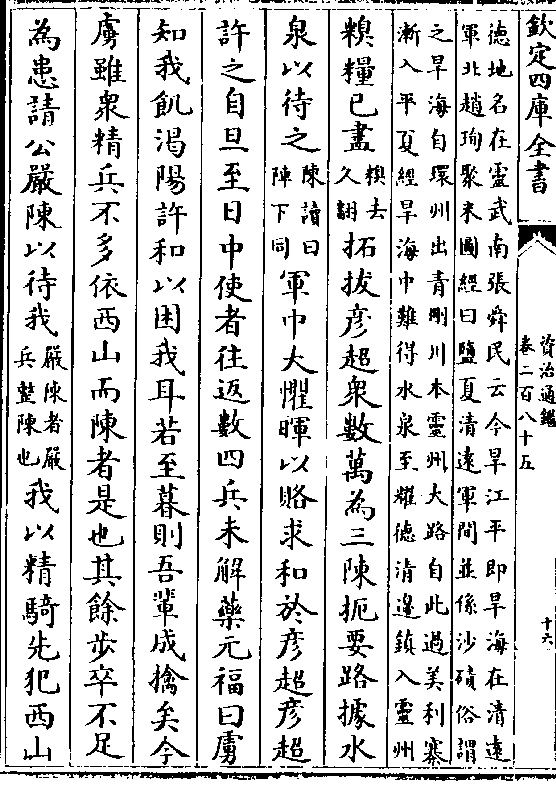 欽定四庫全書
資治通鑑
卷二百八十五
十六
德地名在靈武南張舜民云今旱江平即旱海在清遠
軍北趙珣聚米圖經曰鹽夏清遠軍間並係沙磧俗謂
之旱海自環州出青剛川本靈州大路自此過美利寨
漸入平夏經旱海中難得水泉至耀德清邊鎮入靈州
糗糧已盡糗去久翻拓拔彦超衆數萬為三陳扼要路據水
泉以待之陳讀曰陣下同軍中大懼暉以賂求和於彦超彦超
許之自旦至日中使者往返數四兵未解藥元福曰虜
知我飢渴陽許和以困我耳若至暮則吾輩成擒矣今
虜雖衆精兵不多依西山而陳者是也其餘步卒不足
為患請公嚴陳以待我嚴陳者嚴兵整陳也我以精騎先犯西山